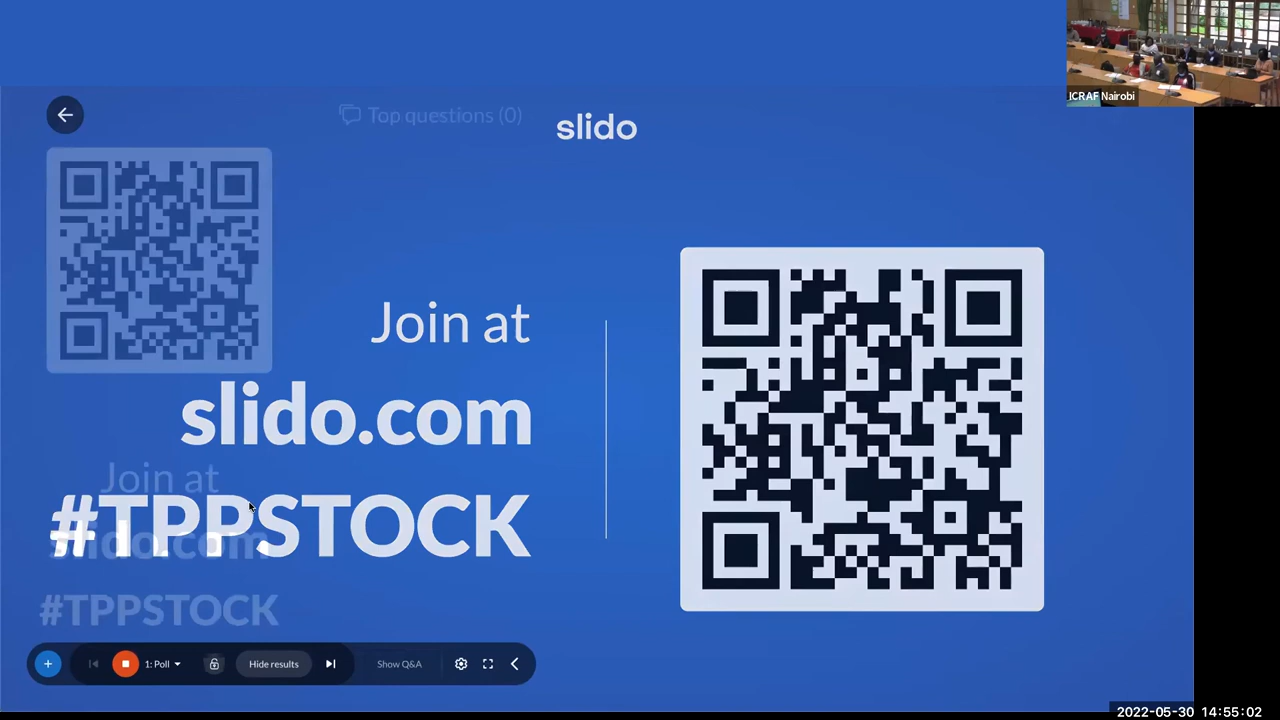 ICRAF Nairobi
Top questions (0)
slido
Join at
slido.com
#TPPSTOCK
Join at
slido.com
#TPPSTOCK
1: Poll
Hide results
Show Q&A
2022-05-30 14:55:02